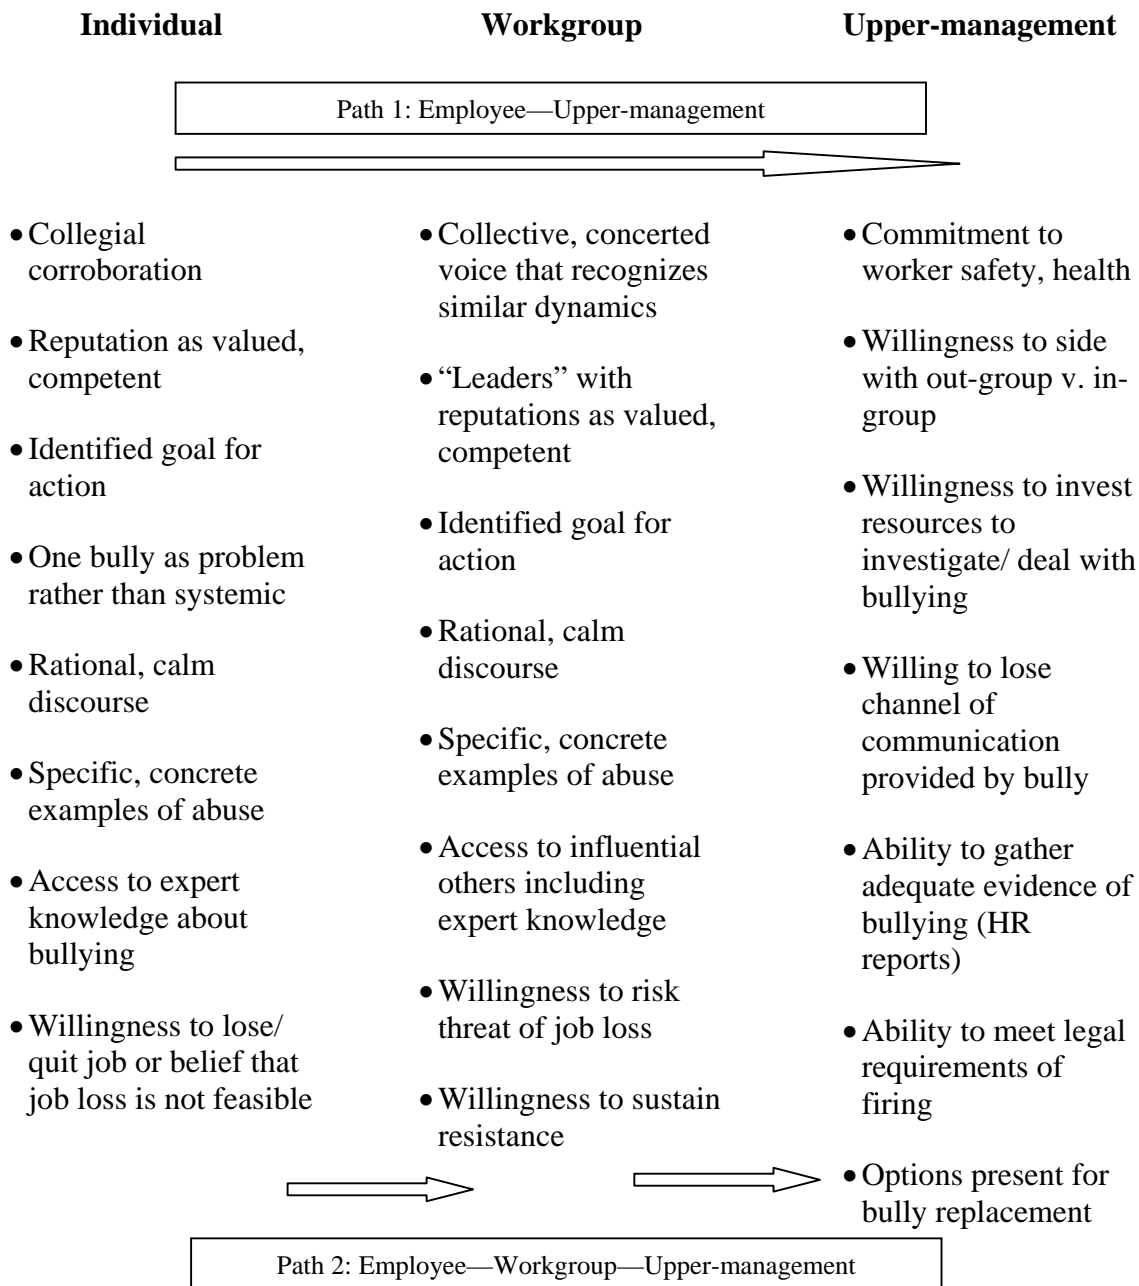 Individual
Workgroup
Upper-management
Path 1: Employee—Upper-management
• Collegial
corroboration
• Reputation as valued,
competent
• Identified goal for
action
• One bully as problem
rather than systemic
• Rational, calm
discourse
• Specific, concrete
examples of abuse
• Access to expert
knowledge about
bullying
• Willingness to lose/
quit job or belief that
job loss is not feasible
• Collective, concerted
voice that recognizes
similar dynamics
• “Leaders” with
reputations as valued,
competent
• Identified goal for
action
• Rational, calm
discourse
• Specific, concrete
examples of abuse
• Access to influential
others including
expert knowledge
• Willingness to risk
threat of job loss
• Willingness to sustain
resistance
• Commitment to
worker safety, health
• Willingness to side
with out-group v. in-
group
• Willingness to invest
resources to
investigate/ deal with
bullying
• Willing to lose
channel of
communication
provided by bully
• Ability to gather
adequate evidence of
bullying (HR
reports)
• Ability to meet legal
requirements of
firing
• Options present for
bully replacement
Path 2: Employee—Workgroup—Upper-management